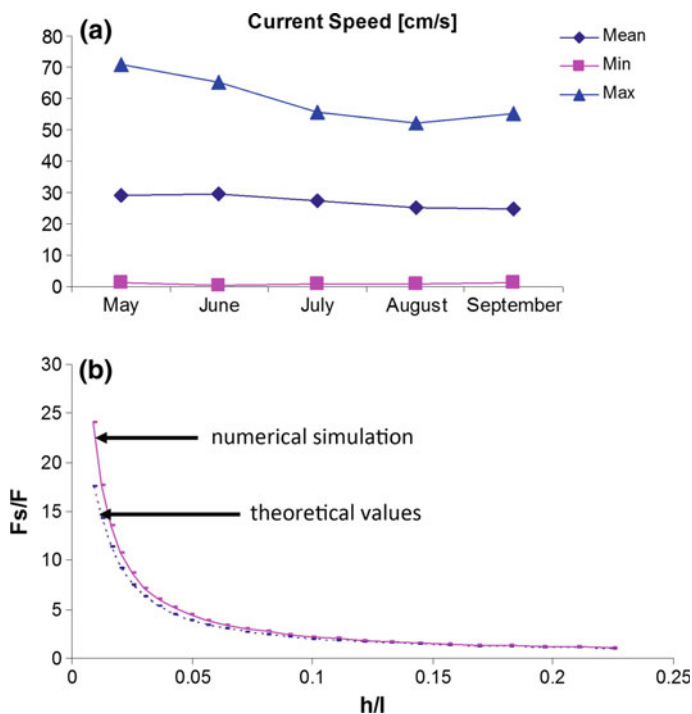 (a)
Current Speed [cm/s]
Mean
Min
Max
80
70
60
50
40
30
20
10
0
May June July August September
(b)
30
25
20
15
10
5
0
Fs/F
numerical simulation
theoretical values
0 0.05 0.1 0.15 0.2 0.25
h/l